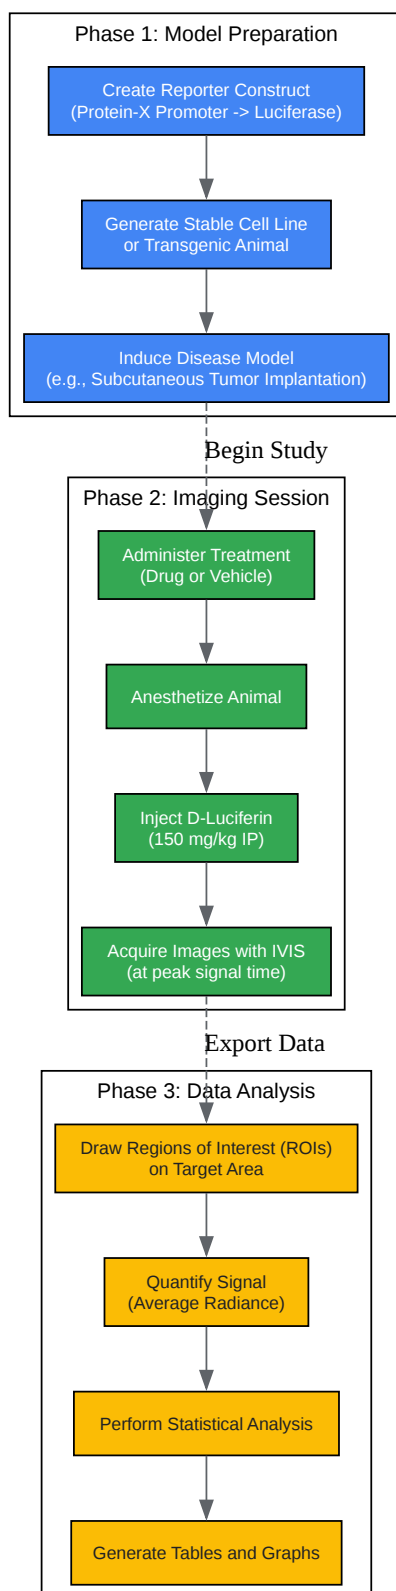 Phase 1: Model Preparation
Create Reporter Construct
(Protein-X Promoter -> Luciferase)
Generate Stable Cell Line
or Transgenic Animal
Induce Disease Model
(e.g., Subcutaneous Tumor Implantation)
Begin Study
Phase 2: Imaging Session
Administer Treatment
(Drug or Vehicle)
Anesthetize Animal
Inject D-Luciferin
(150 mg/kg IP)
Acquire Images with IVIS
(at peak signal time)
Export Data
Phase 3: Data Analysis
Draw Regions of Interest (ROIs)
on Target Area
Quantify Signal
(Average Radiance)
Perform Statistical Analysis
Generate Tables and Graphs